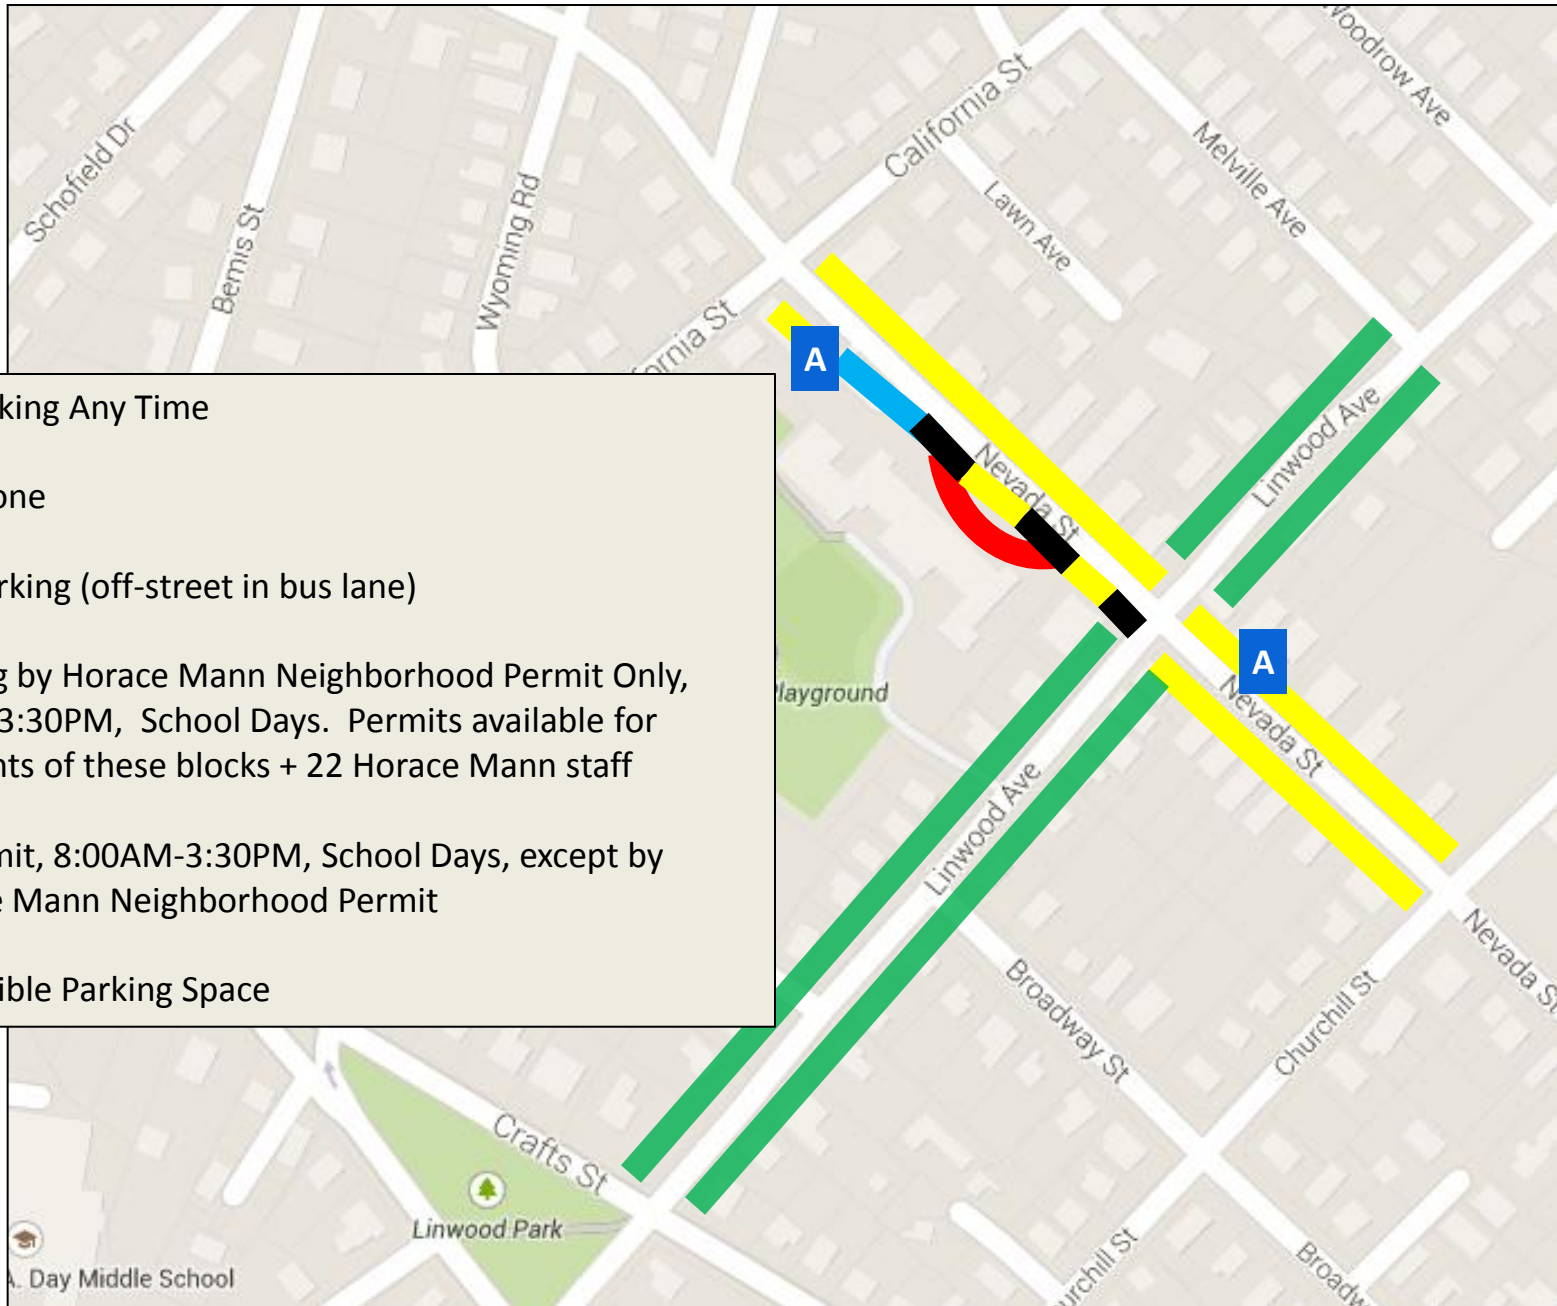 Woodrow Ave
California St
Schofield Dr
Melville Ave
Bemis St
Wyoming Rd
Lawn Ave
fornia St
A
king Any Time
Linwood Ave
Nevada St
one
rking (off-street in bus lane)
g by Horace Mann Neighborhood Permit Only,
3:30PM, School Days. Permits available for
nts of these blocks + 22 Horace Mann staff
A
layground
Nevada St
Linwood Ave
mit, 8:00AM-3:30PM, School Days, except by
e Mann Neighborhood Permit
Nevada St
ible Parking Space
Broadway St
Churchill St
Crafts St
Linwood Park
urchill St
Broadw
A. Day Middle School